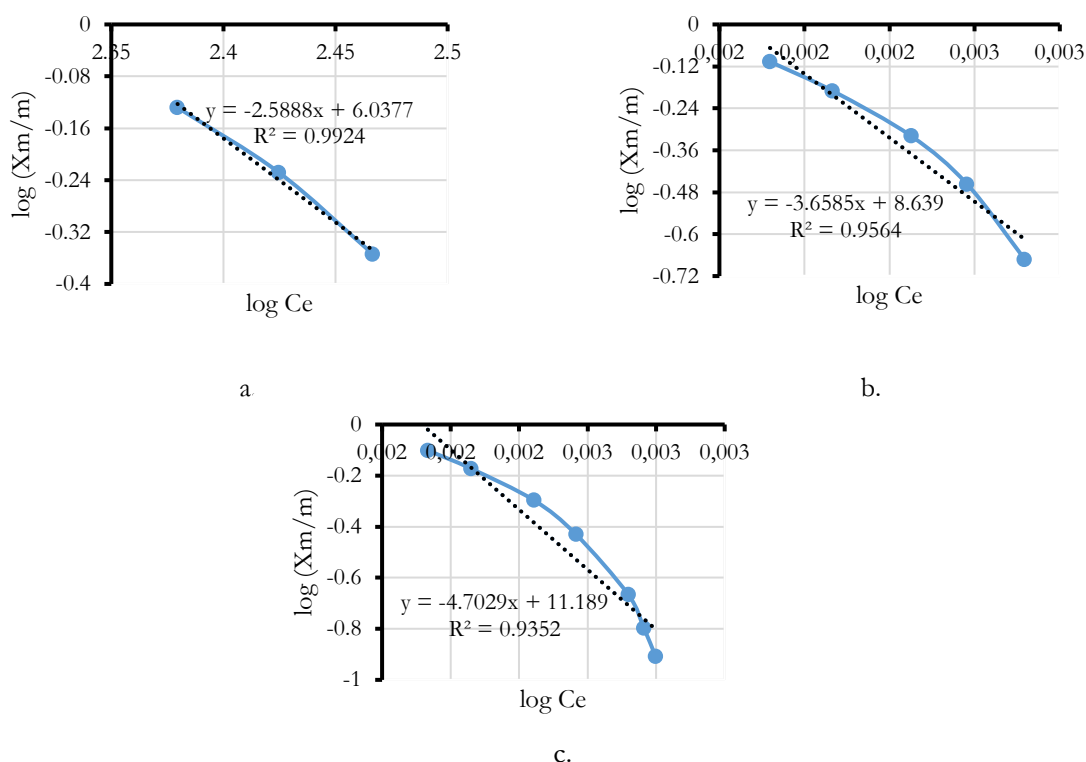 0
2.35 2.4 2.45 2.5
-0.08
-0.16
-0.24
-0.32
-0.4
y = -2.5888x + 6.0377
R² = 0.9924
log (Xm/m)
log Ce
a
0
0,002 0,002 0,002 0,003 0,003
-0.12
-0.24
-0.36
-0.48
-0.6
-0.72
y = -3.6585x + 8.639
R² = 0.9564
log (Xm/m)
log Ce
b.
0
0,002 0,002 0,002 0,003 0,003 0,003
-0.2
-0.4
-0.6
-0.8
-1
y = -4.7029x + 11.189
R² = 0.9352
log (Xm/m)
log Ce
c.